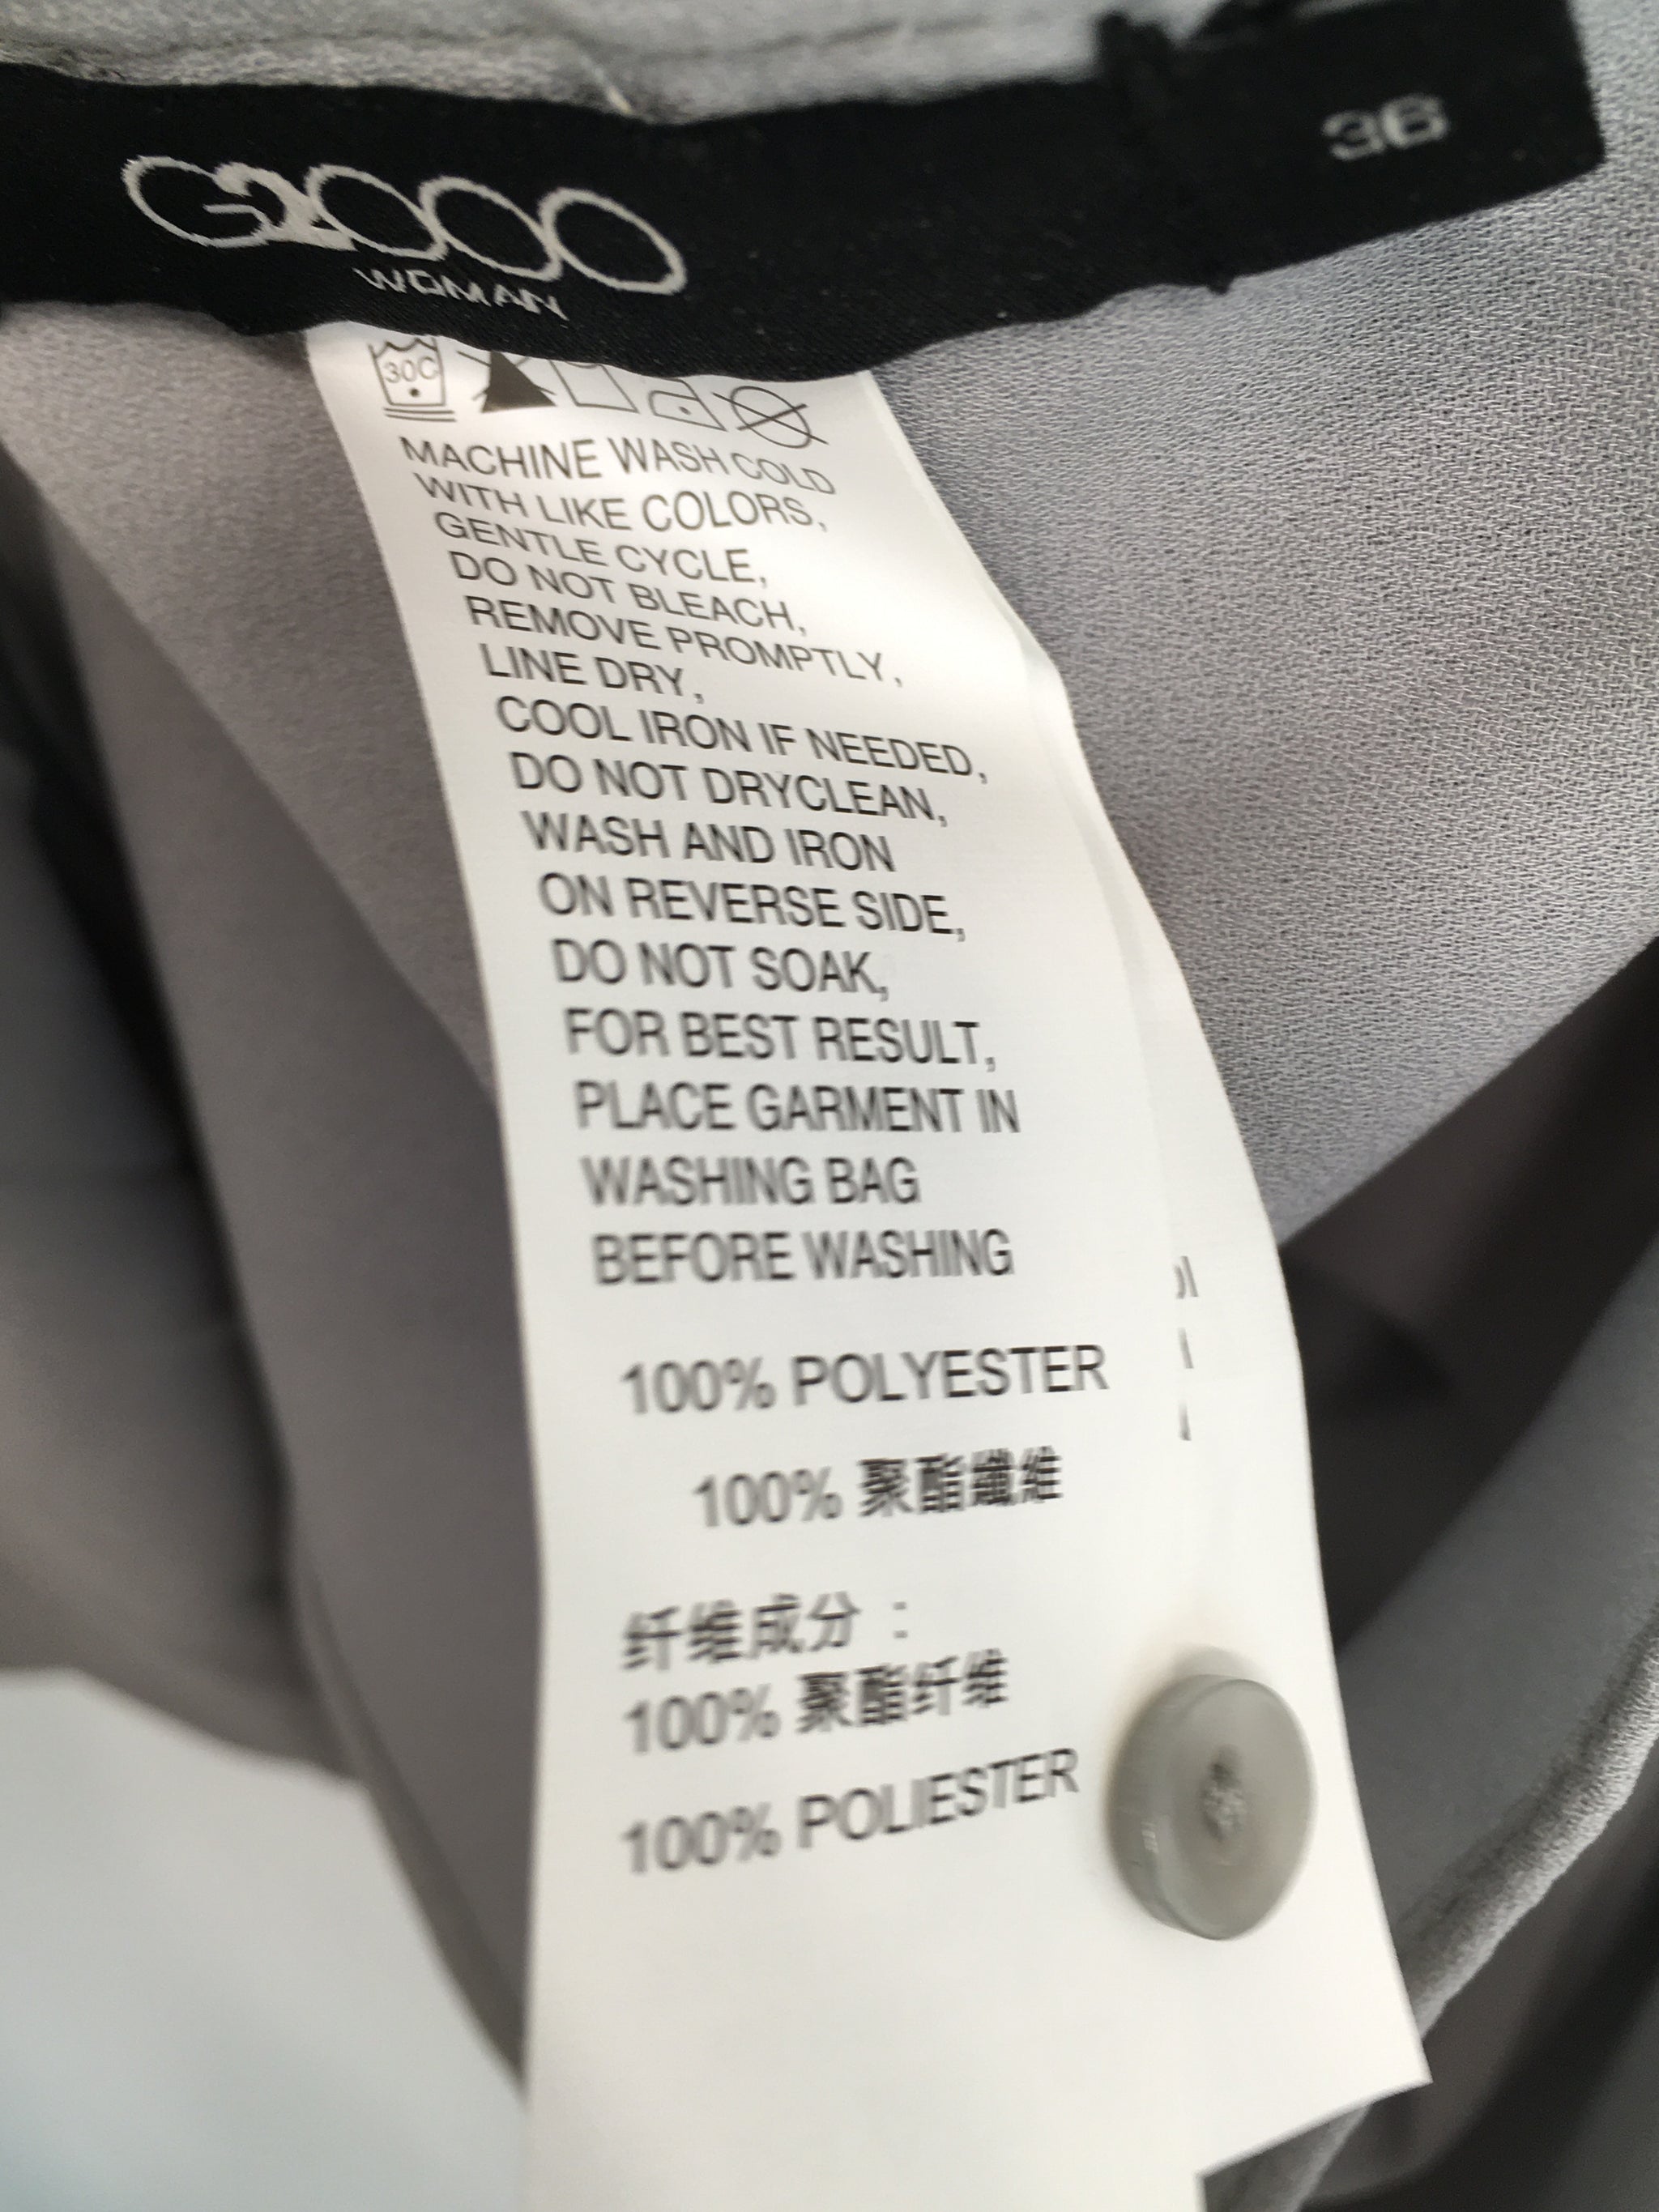 G2000
WOMAN
36
30C
MACHINE WASH COLD
WITH LIKE COLORS,
GENTLE CYCLE,
DO NOT BLEACH,
REMOVE PROMPTLY,
LINE DRY,
COOL IRON IF NEEDED,
DO NOT DRYCLEAN,
WASH AND IRON
ON REVERSE SIDE,
DO NOT SOAK,
FOR BEST RESULT,
PLACE GARMENT IN
WASHING BAG
BEFORE WASHING
100% POLYESTER
100% 聚酯纖維
纤维成分：
100% 聚酯纤维
100% POLIESTER